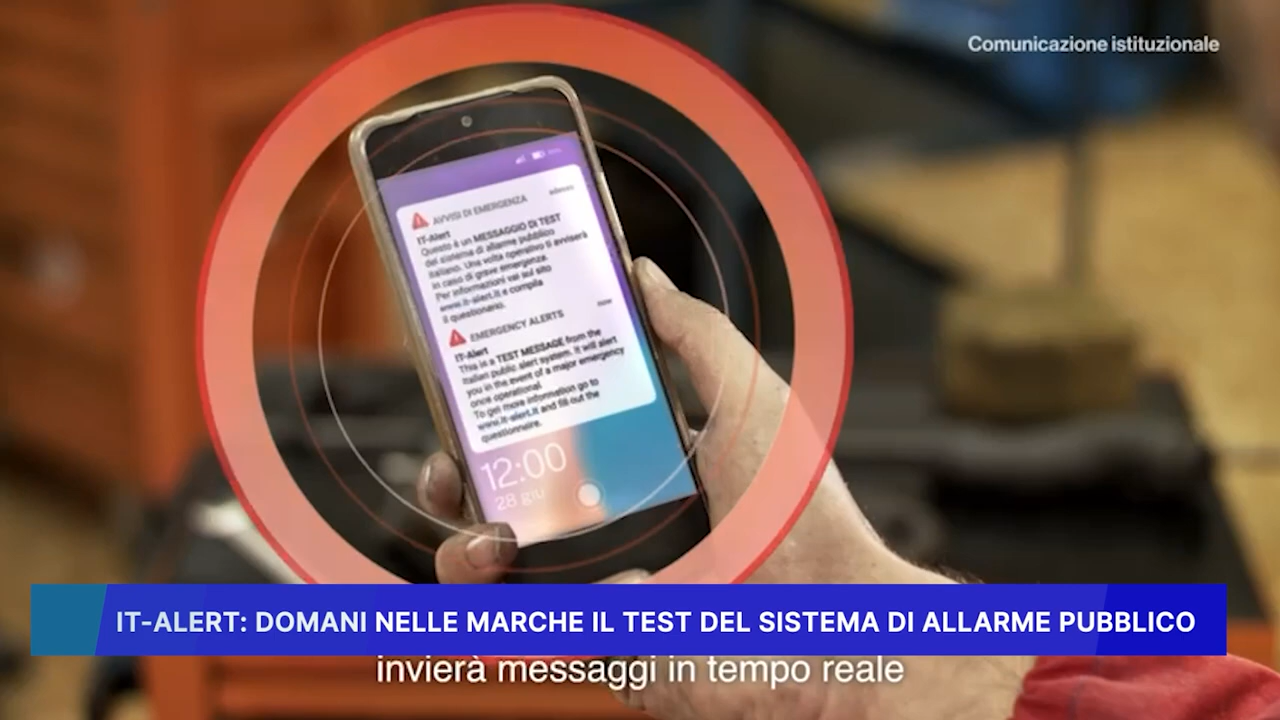 Comunicazione istituzionale
AVVISI DI EMERGENZA
adesso
IT-Alert
Questo è un MESSAGGIO DI TEST
del sistema di allarme pubblico
italiano. Una volta operativo ti avviserà
in caso di grave emergenza.
Per informazioni vai sul sito
www.it-alert.it e compila
il questionario.
now
EMERGENCY ALERTS
IT-Alert
This is a TEST MESSAGE from the
Italian public alert system. It will alert
you in the event of a major emergency
once operational.
To get more information go to
www.it-alert.it and fill out the
questionnaire.
12:00
28 giu
IT-ALERT: DOMANI NELLE MARCHE IL TEST DEL SISTEMA DI ALLARME PUBBLICO
invierà messaggi in tempo reale